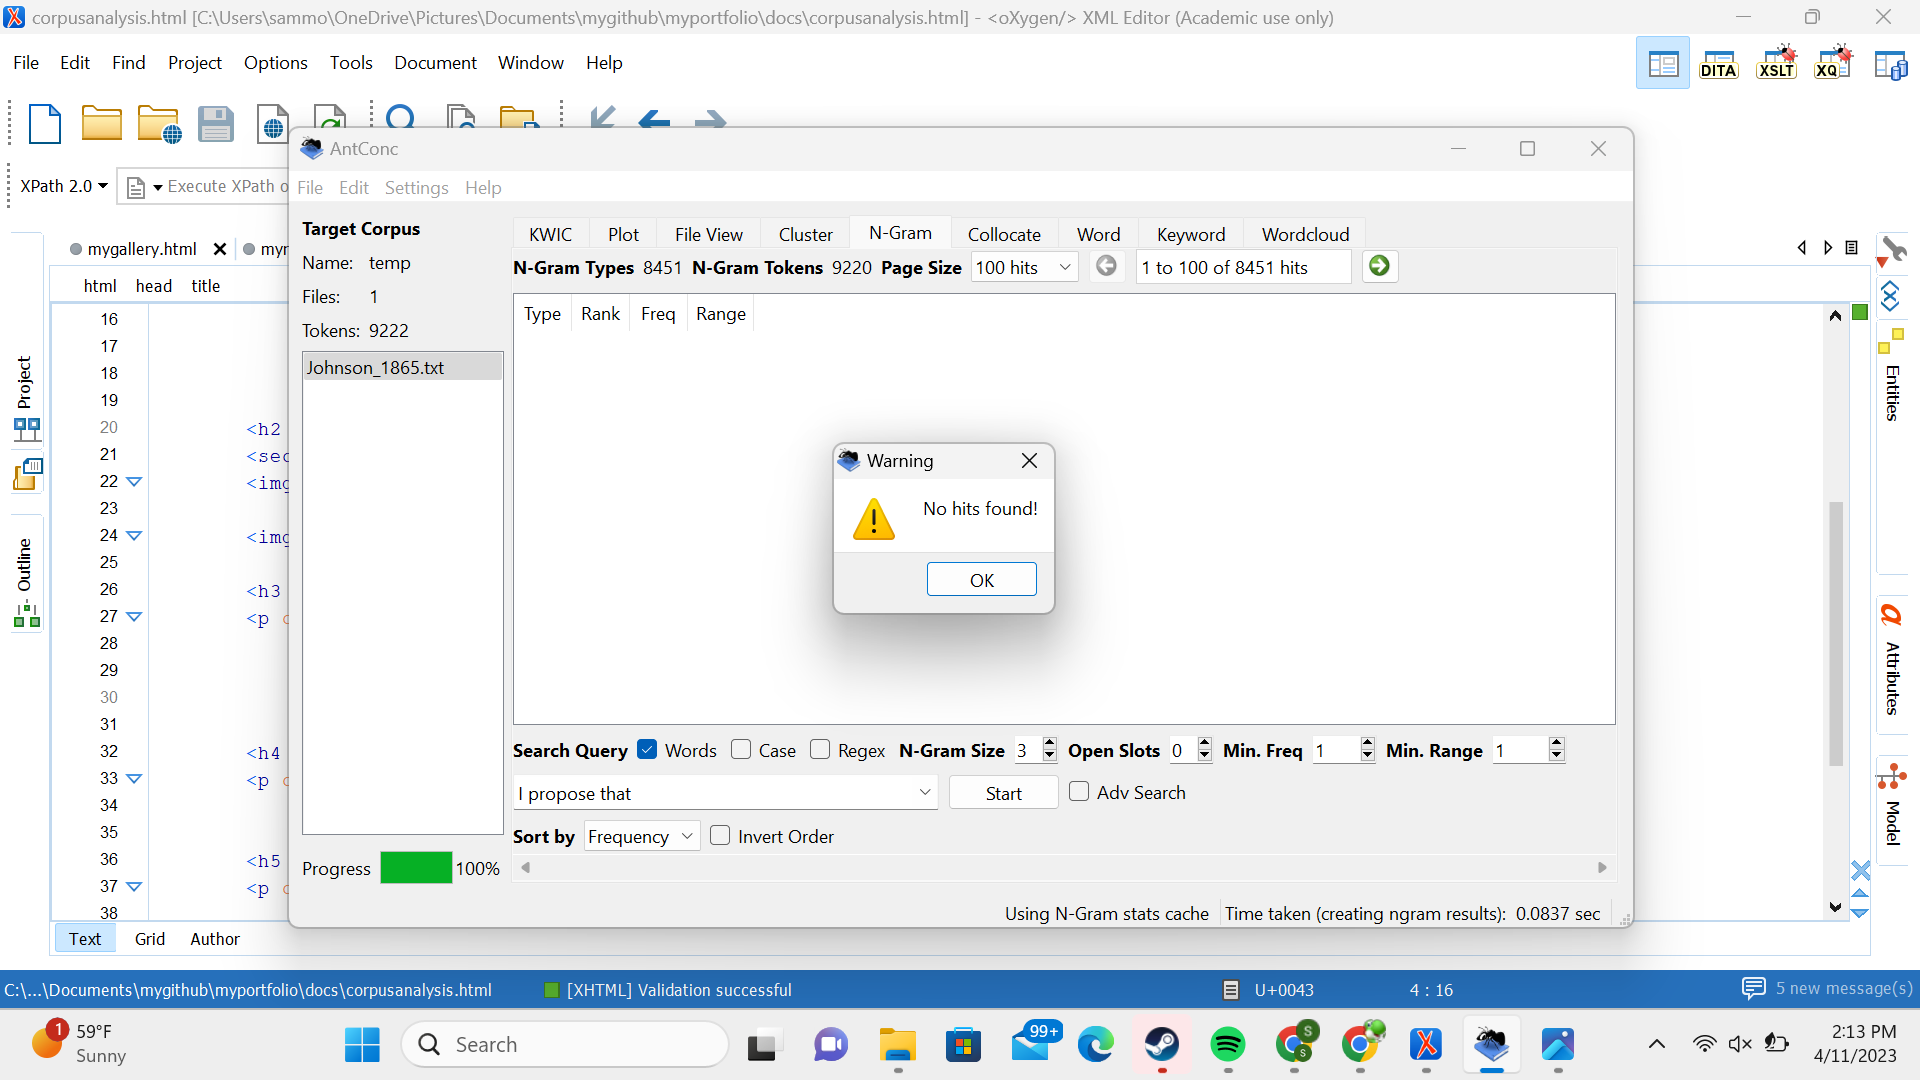 corpusanalysis.html [C:\Users\sammo\OneDrive\Pictures\Documents\mygithub\myportfolio\docs\corpusanalysis.html] - <oXygen/> XML Editor (Academic use only)
File Edit Find Project Options Tools Document Window Help
DITA XSLT XQ
AntConc
XPath 2.0 Execute XPath o
File Edit Settings Help
Target Corpus
KWIC Plot File View Cluster N-Gram Collocate Word Keyword Wordcloud
mygallery.html
html head title
Name: temp
N-Gram Types 8451 N-Gram Tokens 9220 Page Size 100 hits 1 to 100 of 8451 hits
Files: 1
Type Rank Freq Range
Tokens: 9222
Johnson_1865.txt
16
17
18
19
20 <h2
21 <sec
22 <img
23
24 <img
25
26 <h3
27 <p
28
29
30
31
32 <h4
33 <p
34
35
36 <h5
37 <p
38
Project
Outline
Entities
Attributes
Model
Warning
No hits found!
OK
Search Query Words Case Regex N-Gram Size 3 Open Slots 0 Min. Freq 1 Min. Range 1
I propose that Start Adv Search
Sort by Frequency Invert Order
Progress 100%
Using N-Gram stats cache Time taken (creating ngram results): 0.0837 sec
Text Grid Author
C:\...\Documents\mygithub\myportfolio\docs\corpusanalysis.html [XHTML] Validation successful U+0043 4 : 16 5 new message(s)
1 59°F
Sunny
Search
99+
S
S
2:13 PM
4/11/2023